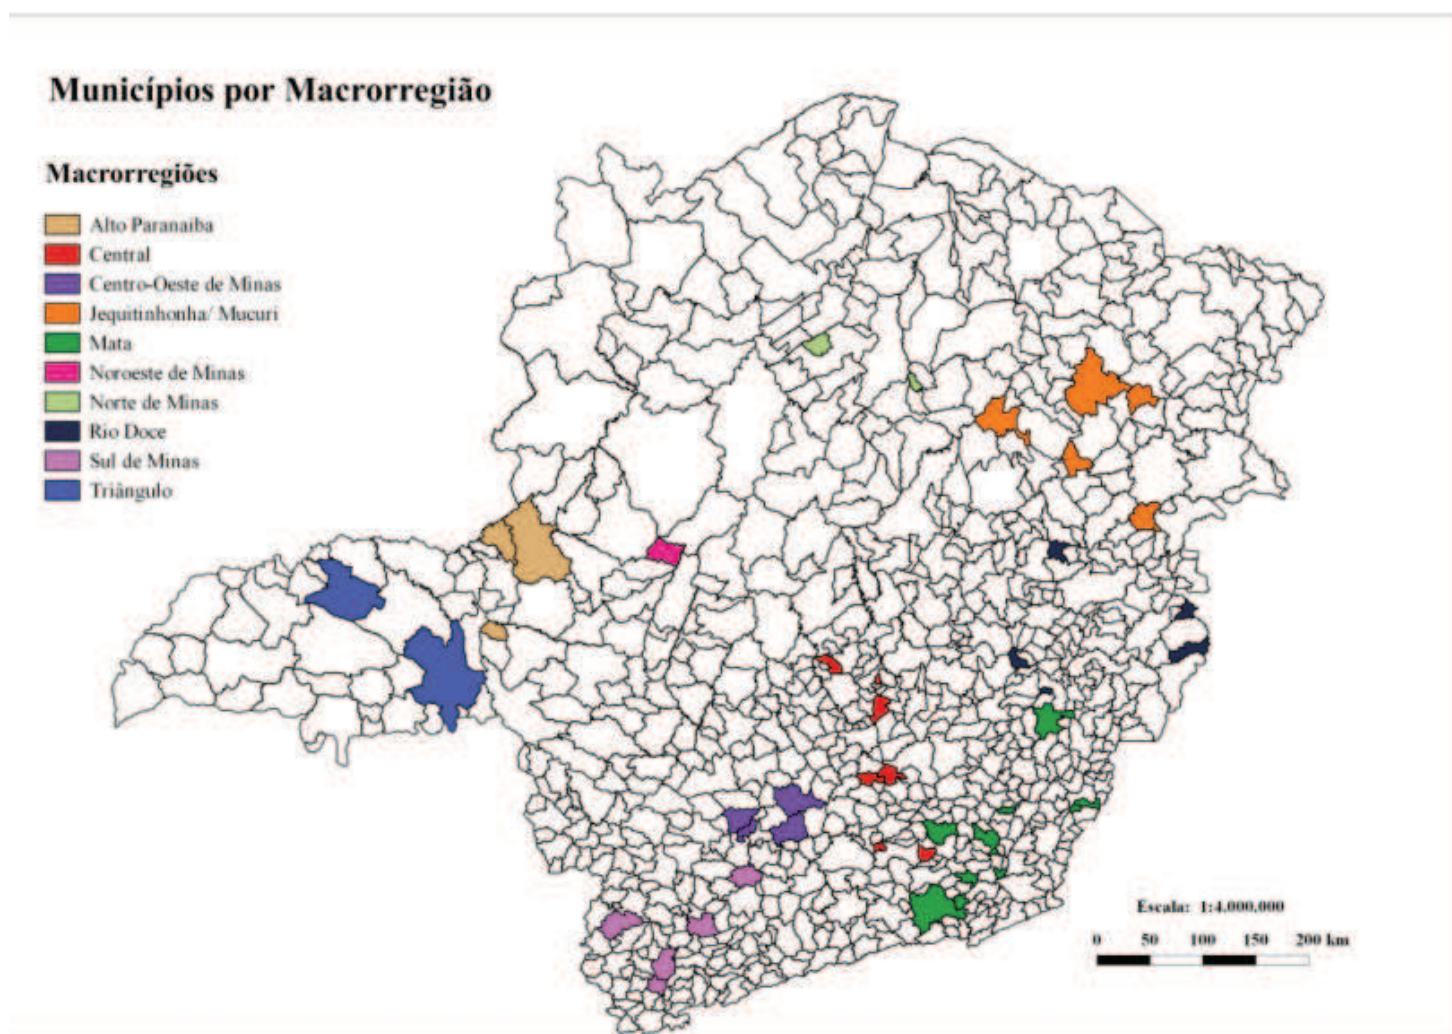 Municípios por Macrorregião
Macrorregiões
Alto Paranaiba
Central
Centro-Oeste de Minas
Jequitinhonha/ Mucuri
Mata
Noroeste de Minas
Norte de Minas
Rio Doce
Sul de Minas
Triângulo
Escala: 1:4.000.000
0 50 100 150 200 km